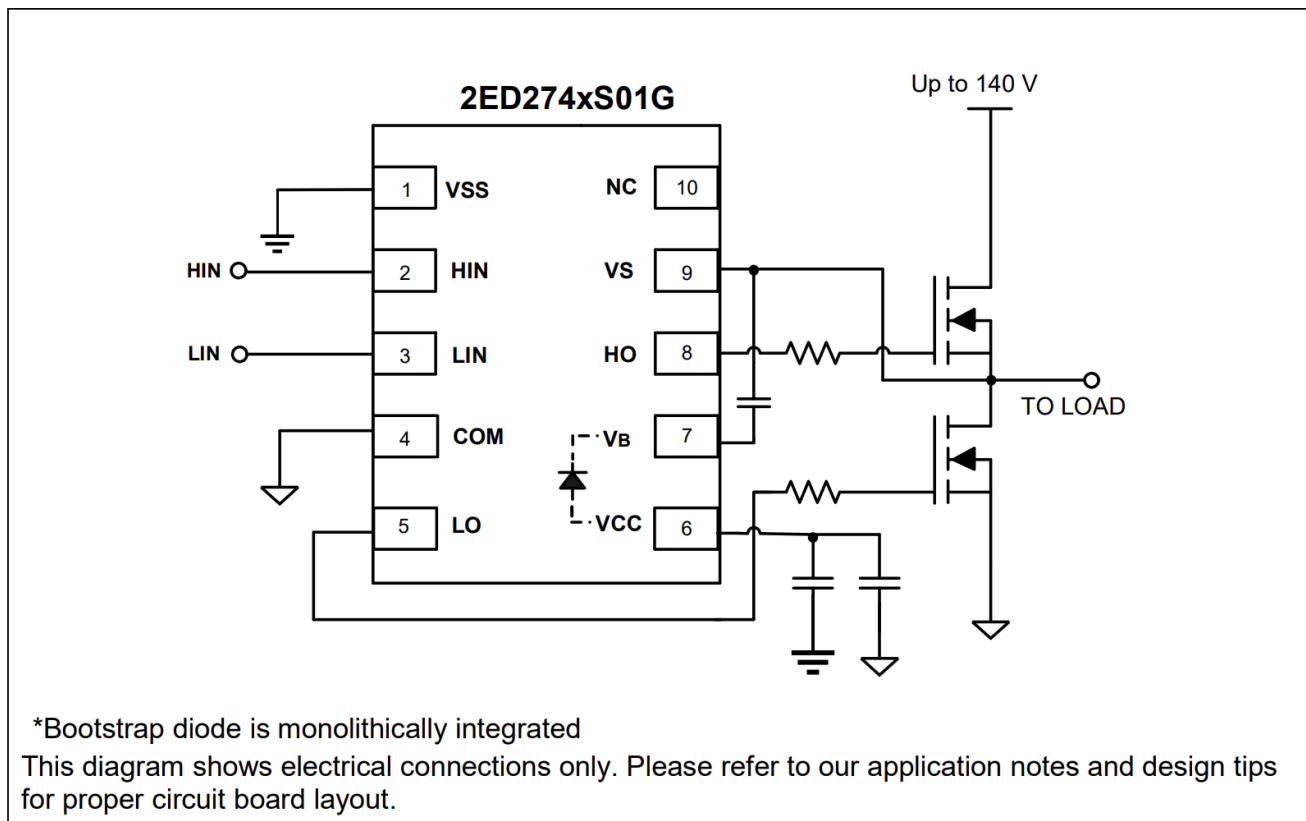 2ED274xS01G
Up to 140 V
1 VSS
NC 10
HIN
2 HIN
VS 9
LIN
3 LIN
HO 8
TO LOAD
4 COM
VB 7
5 LO
VCC 6
*Bootstrap diode is monolithically integrated
This diagram shows electrical connections only. Please refer to our application notes and design tips
for proper circuit board layout.